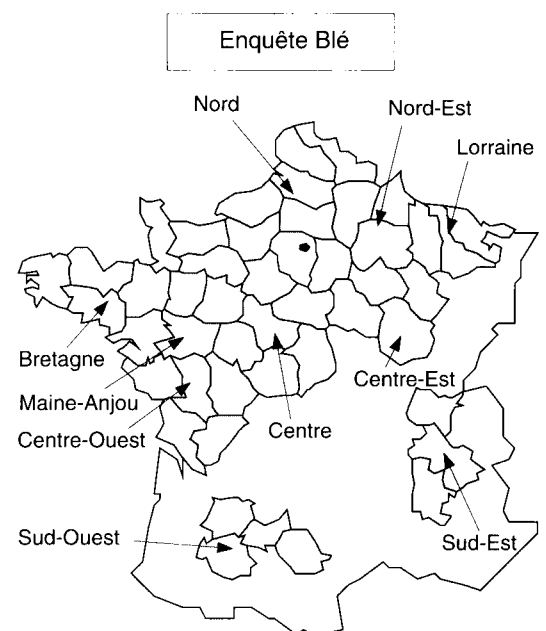 Enquête Blé
Nord
Nord-Est
Lorraine
Bretagne
Maine-Anjou
Centre-Est
Centre-Ouest
Centre
Sud-Ouest
Sud-Est